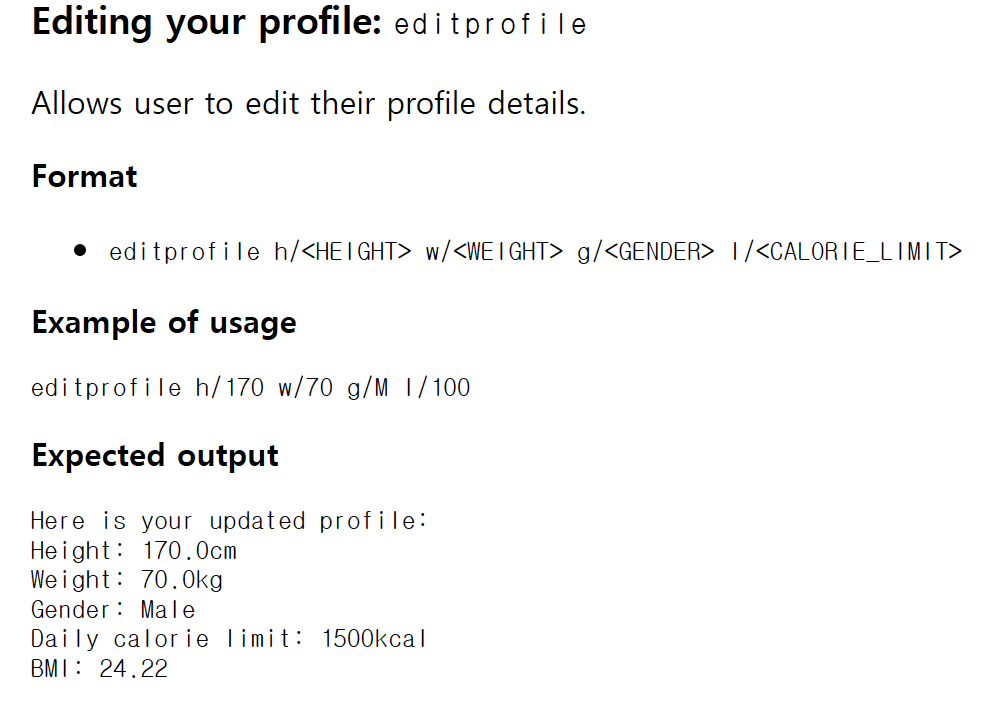 Editing your profile: editprofile
Allows user to edit their profile details.
Format
• editprofile h/<HEIGHT> w/<WEIGHT> g/<GENDER> l/<CALORIE_LIMIT>
Example of usage
editprofile h/170 w/70 g/M l/100
Expected output
Here is your updated profile:
Height: 170.0cm
Weight: 70.0kg
Gender: Male
Daily calorie limit: 1500kcal
BMI: 24.22